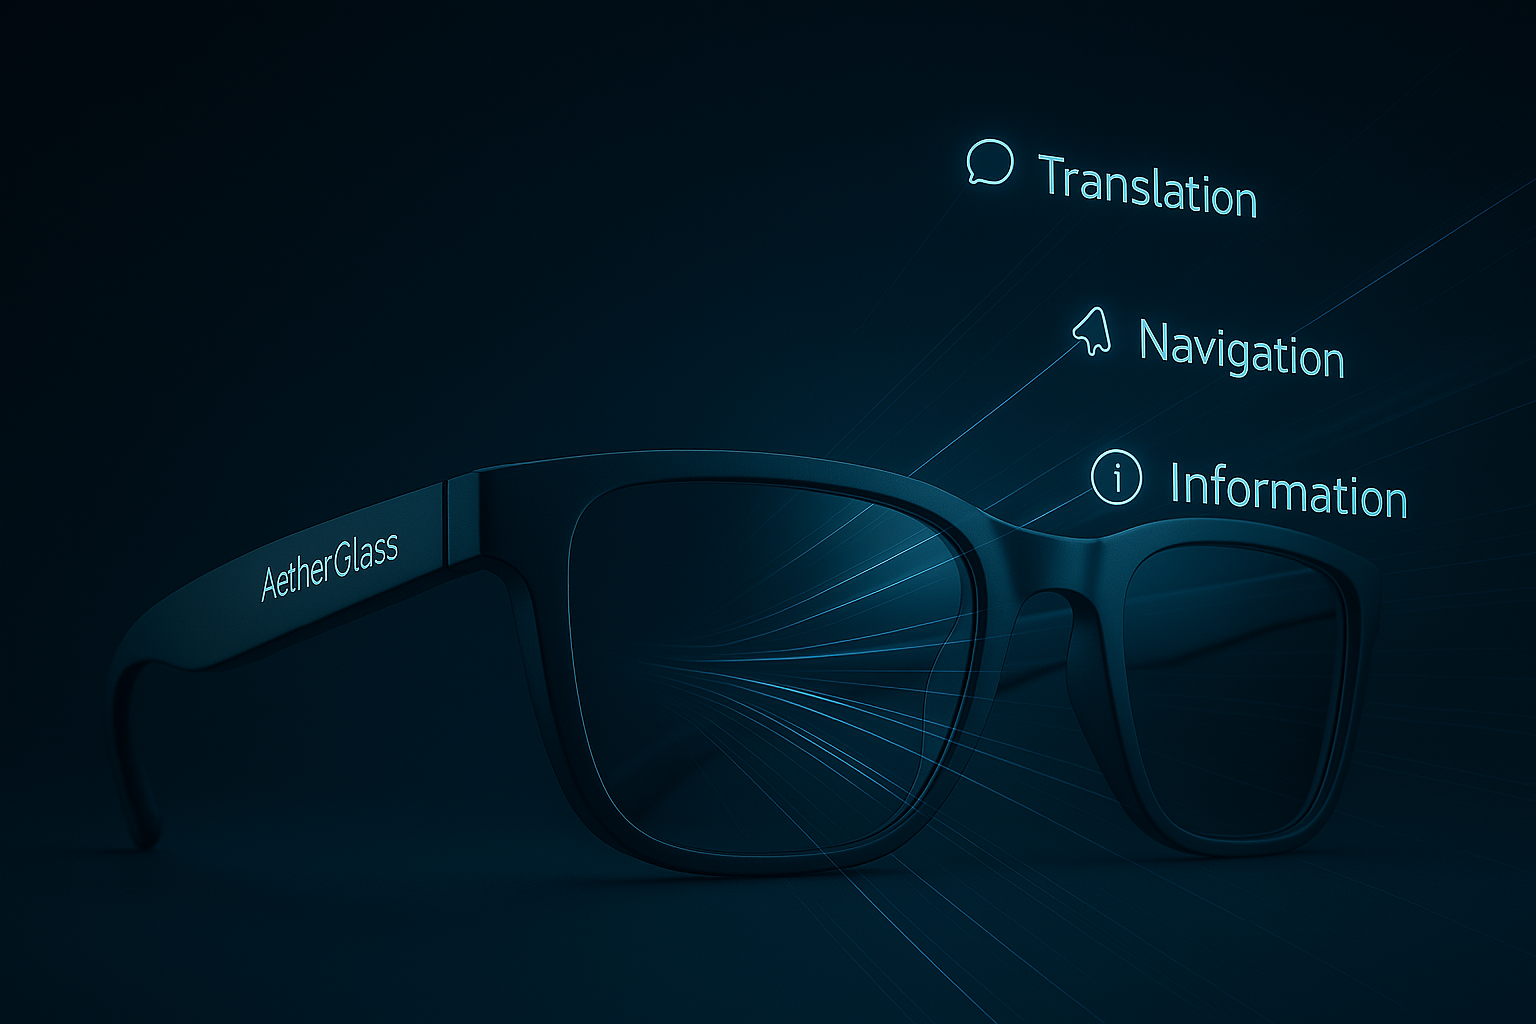 Translation
Navigation
Information
AetherGlass